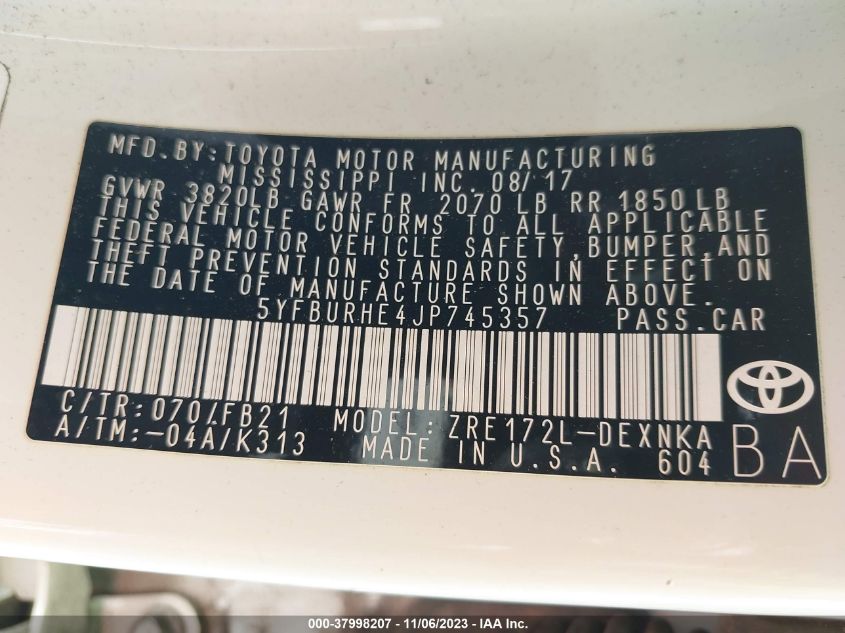 MFD.BY:TOYOTA MOTOR MANUFACTURING
MISSISSIPPI INC. 08/17
GVWR 3820LB GAWR FR 2070 LB RR 1850 LB
THIS VEHICLE CONFORMS TO ALL APPLICABLE
FEDERAL MOTOR VEHICLE SAFETY, BUMPER, AND
THEFT PREVENTION STANDARDS IN EFFECT ON
THE DATE OF MANUFACTURE SHOWN ABOVE.
5YFBURHE4JP745357 PASS.CAR
C/TR:070/FB21 MODEL:ZRE172L-DEXNKA
A/TM:-04A/K313 MADE IN U.S.A. 604 BA
000-37998207 - 11/06/2023 - IAA Inc.